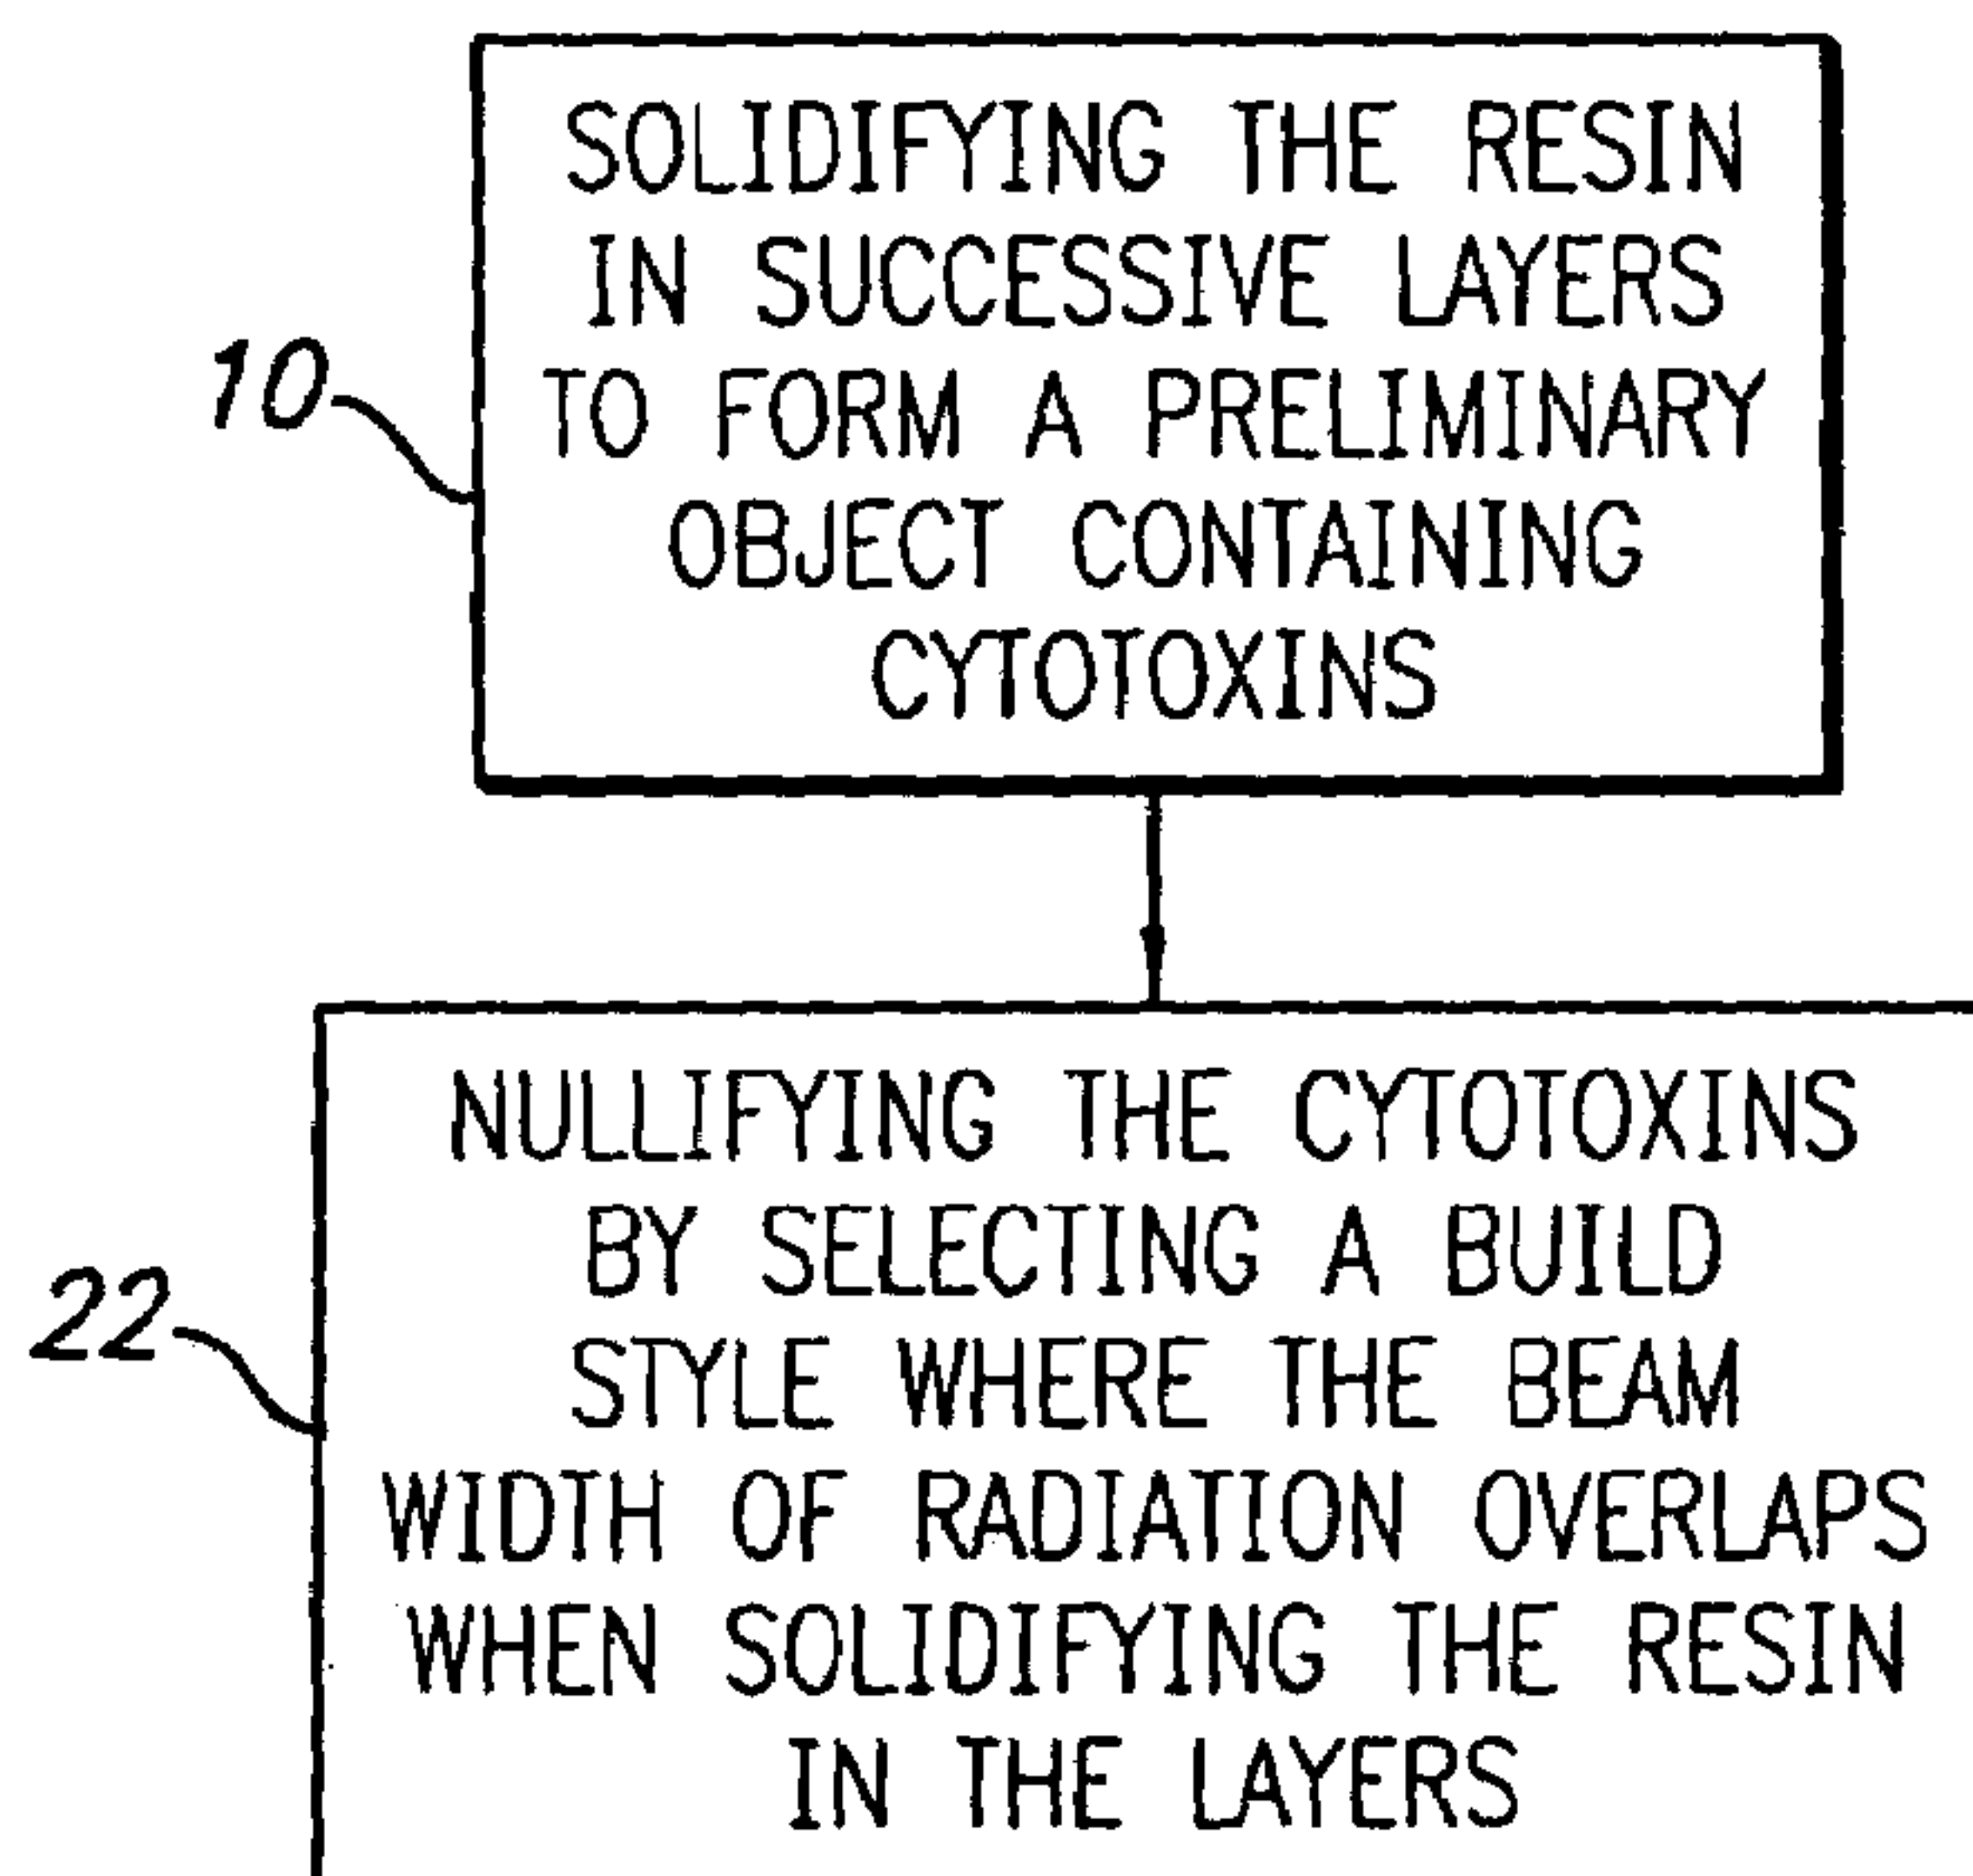 SOLIDIFYING THE RESIN
IN SUCCESSIVE LAYERS
TO FORM A PRELIMINARY
OBJECT CONTAINING
CYTOTOXINS
10
NULLIFYING THE CYTOTOXINS
BY SELECTING A BUILD
STYLE WHERE THE BEAM
WIDTH OF RADIATION OVERLAPS
WHEN SOLIDIFYING THE RESIN
IN THE LAYERS
22